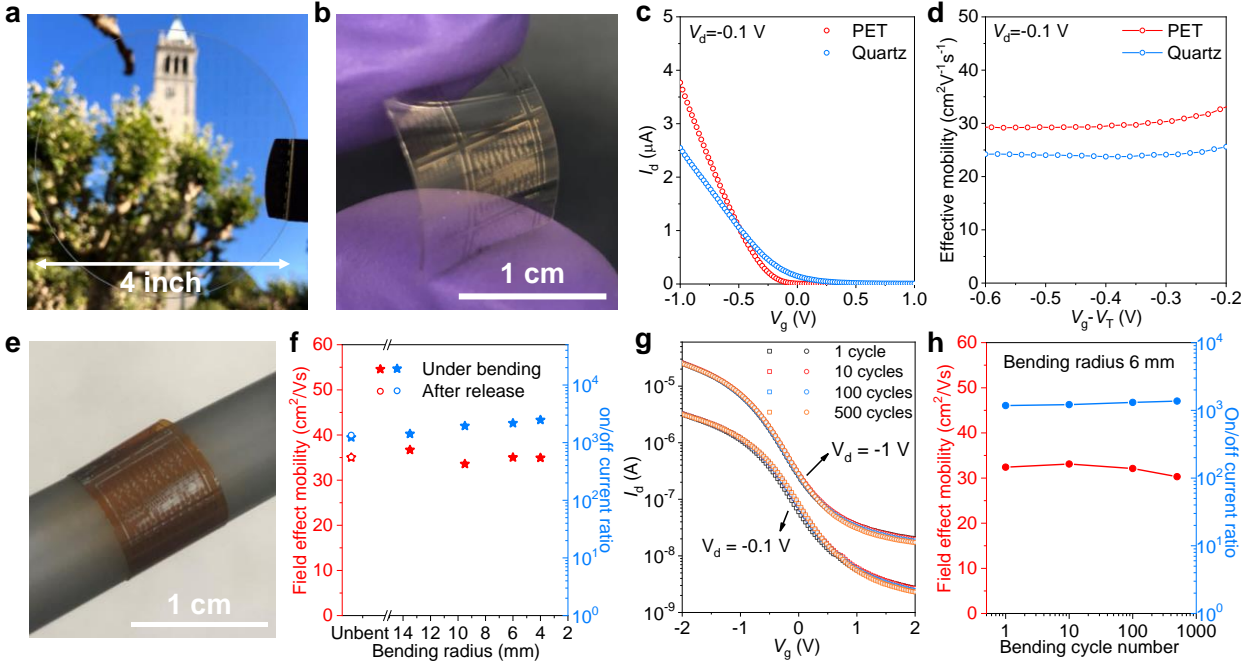 a
4 inch
b
1 cm
c
V_d=-0.1 V
PET
Quartz
5
4
3
2
1
0
I_d (μA)
-1.0 -0.5 0.0 0.5 1.0
V_g (V)
d
V_d=-0.1 V
PET
Quartz
50
40
30
20
10
0
Effective mobility (cm²V⁻¹s⁻¹)
-0.6 -0.5 -0.4 -0.3 -0.2
V_g-V_T (V)
e
1 cm
f
Under bending
After release
60
50
40
30
20
10
0
Field effect mobility (cm²/Vs)
10⁴
10³
10²
10¹
10⁰
on/off current ratio
Unbent 14 12 10 8 6 4 2
Bending radius (mm)
g
1 cycle
10 cycles
100 cycles
500 cycles
V_d = -1 V
V_d = -0.1 V
10⁻⁵
10⁻⁶
10⁻⁷
10⁻⁸
10⁻⁹
I_d (A)
-2 -1 0 1 2
V_g (V)
h
Bending radius 6 mm
60
50
40
30
20
10
0
Field effect mobility (cm²/Vs)
10⁴
10³
10²
10¹
10⁰
On/off current ratio
1 10 100 1000
Bending cycle number